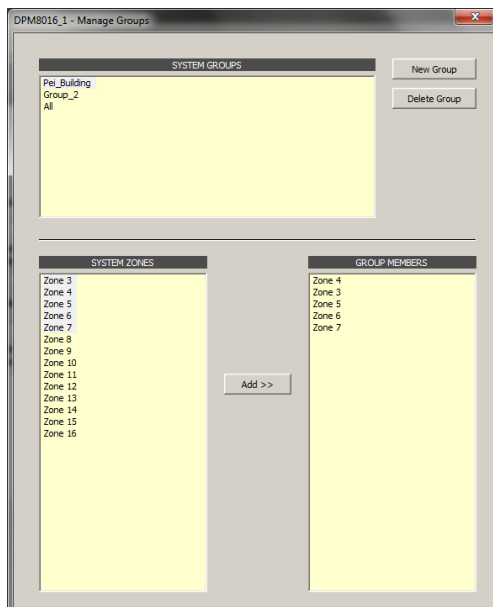 DPM8016_1 - Manage Groups
SYSTEM GROUPS
New Group
Pei_Building
Group_2
All
Delete Group
SYSTEM ZONES
Zone 3
Zone 4
Zone 5
Zone 6
Zone 7
Zone 8
Zone 9
Zone 10
Zone 11
Zone 12
Zone 13
Zone 14
Zone 15
Zone 16
Add >>
GROUP MEMBERS
Zone 4
Zone 3
Zone 5
Zone 6
Zone 7